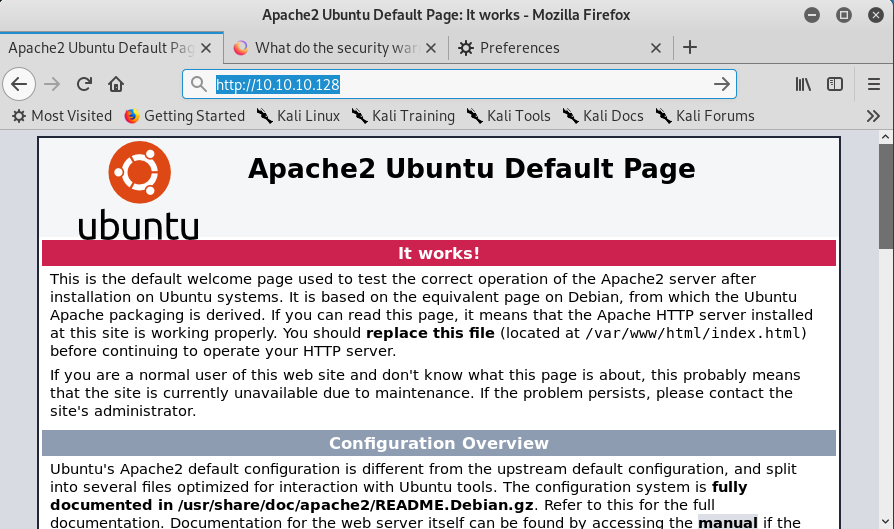 Apache2 Ubuntu Default Page: It works - Mozilla Firefox
Apache2 Ubuntu Default Pag
What do the security war
Preferences
http://10.10.10.128
Most Visited
Getting Started
Kali Linux
Kali Training
Kali Tools
Kali Docs
Kali Forums
ubuntu
Apache2 Ubuntu Default Page
It works!
This is the default welcome page used to test the correct operation of the Apache2 server after
installation on Ubuntu systems. It is based on the equivalent page on Debian, from which the Ubuntu
Apache packaging is derived. If you can read this page, it means that the Apache HTTP server installed
at this site is working properly. You should replace this file (located at /var/www/html/index.html)
before continuing to operate your HTTP server.
If you are a normal user of this web site and don't know what this page is about, this probably means
that the site is currently unavailable due to maintenance. If the problem persists, please contact the
site's administrator.
Configuration Overview
Ubuntu's Apache2 default configuration is different from the upstream default configuration, and split
into several files optimized for interaction with Ubuntu tools. The configuration system is fully
documented in /usr/share/doc/apache2/README.Debian.gz. Refer to this for the full
documentation. Documentation for the web server itself can be found by accessing the manual if the